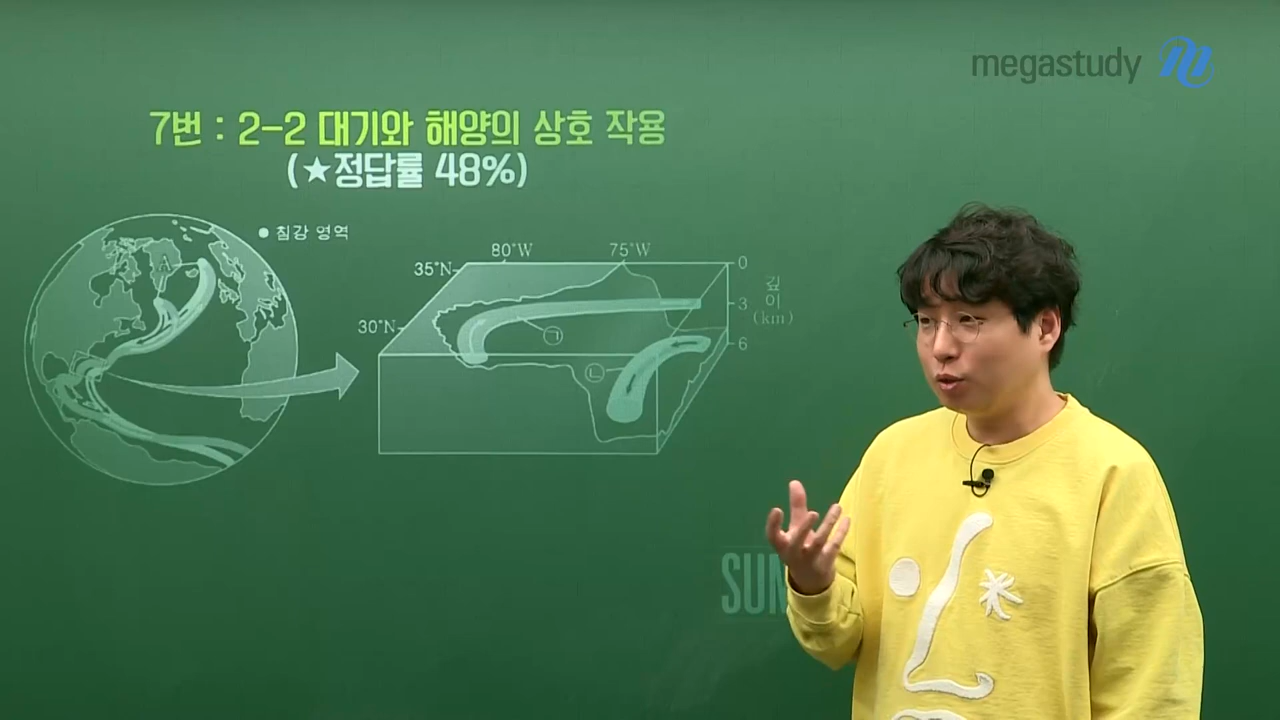 megastudy
7번 : 2-2 대기와 해양의 상호 작용
(★정답률 48%)
● 침강 영역
A
80°W 75°W
35°N 0
30°N 3
6
깊이
(km)
㉠
㉡
SUM